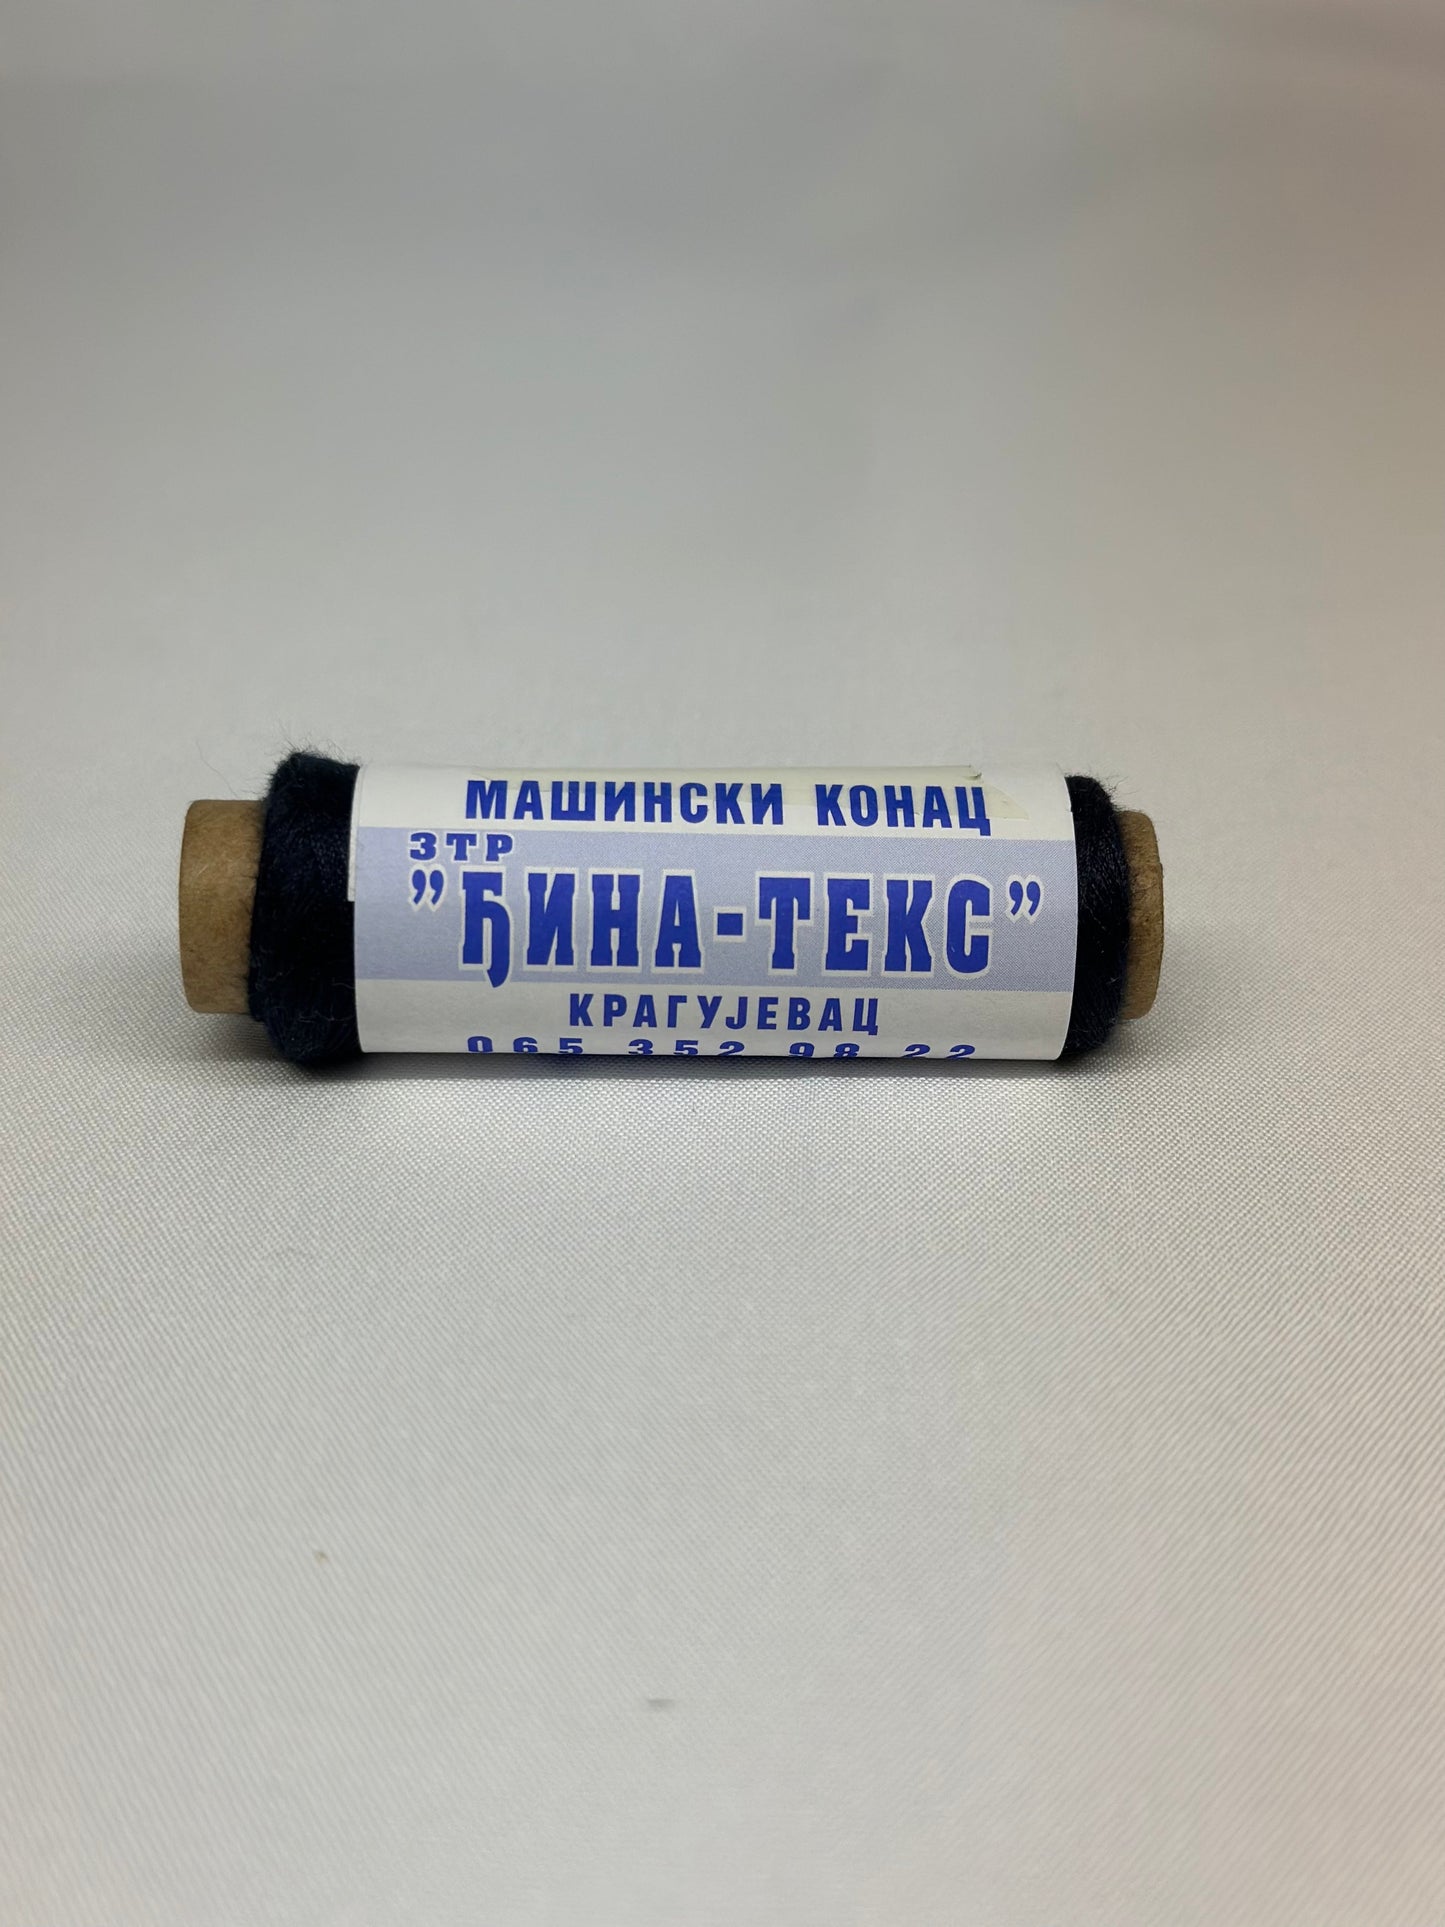 МАШИНСКИ КОНАЦ
ЗТР
"ЂИНА-ТЕКС"
КРАГУЈЕВАЦ
065 352 98 22